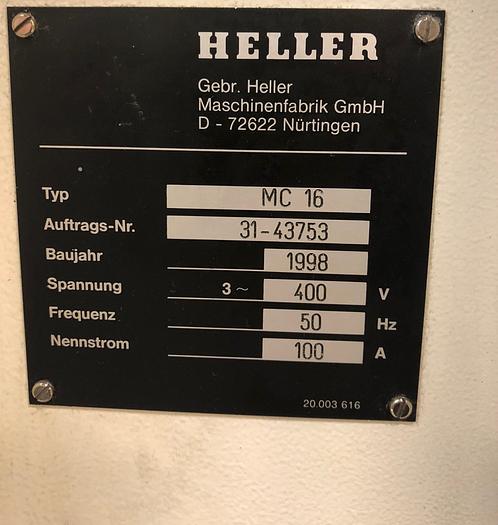 HELLER
Gebr. Heller
Maschinenfabrik GmbH
D - 72622 Nürtingen
Typ MC 16
Auftrags-Nr. 31-43753
Baujahr 1998
Spannung 3 ~ 400 V
Frequenz 50 Hz
Nennstrom 100 A
20.003 616